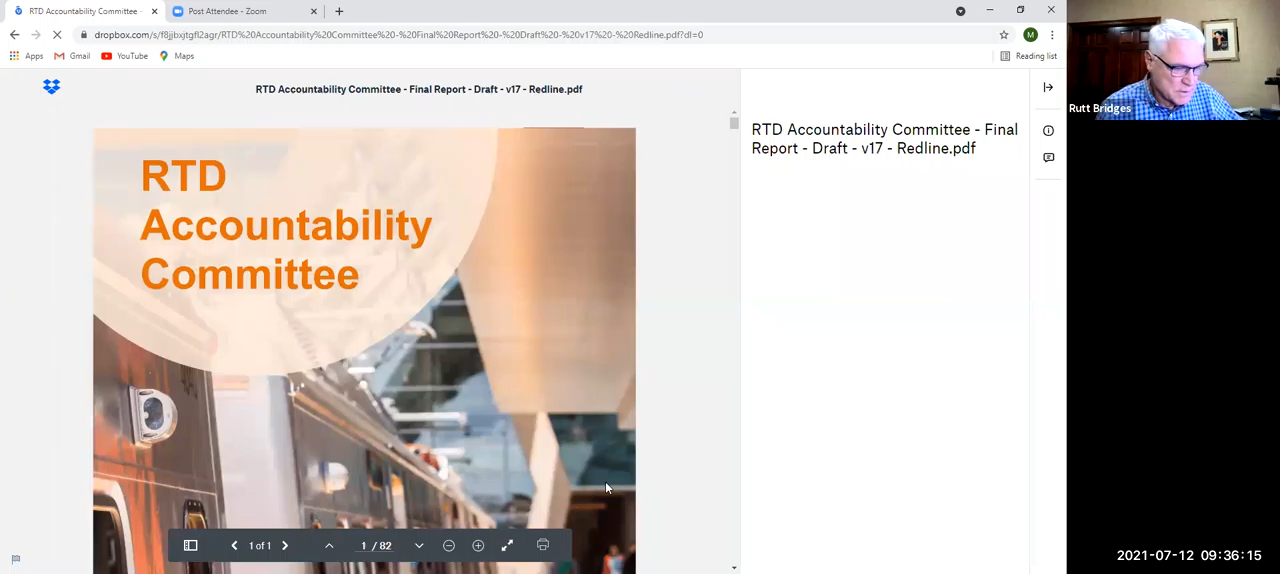 RTD Accountability Committee -
Post Attendee - Zoom
dropbox.com/s/f8jjbxjtgfl2agr/RTD%20Accountability%20Committee%20-%20Final%20Report%20-%20Draft%20-%20v17%20-%20Redline.pdf?dl=0
M
Apps
Gmail
YouTube
Maps
Reading list
RTD Accountability Committee - Final Report - Draft - v17 - Redline.pdf
RTD
Accountability
Committee
1 of 1
1 / 82
RTD Accountability Committee - Final
Report - Draft - v17 - Redline.pdf
Rutt Bridges
2021-07-12 09:36:15